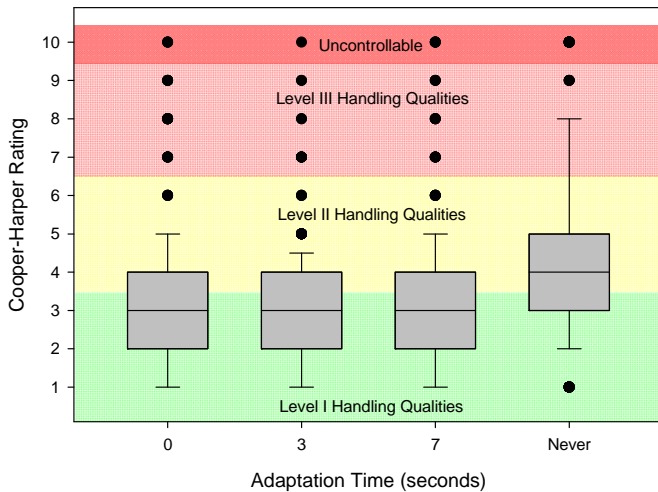 10
Uncontrollable
9
Level III Handling Qualities
8
7
6
Level II Handling Qualities
5
4
3
2
1
Level I Handling Qualities
Cooper-Harper Rating
0 3 7 Never
Adaptation Time (seconds)